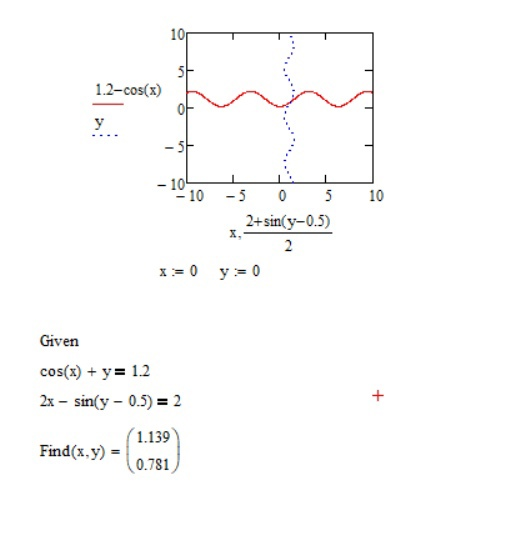 10
5
1.2−cos(x)
0
y
−5
−10
−10 −5 0 5 10
x, 2+sin(y−0.5)
2
x := 0 y := 0
Given
cos(x) + y = 1.2
2x − sin(y − 0.5) = 2
Find(x,y) = (1.139
0.781)